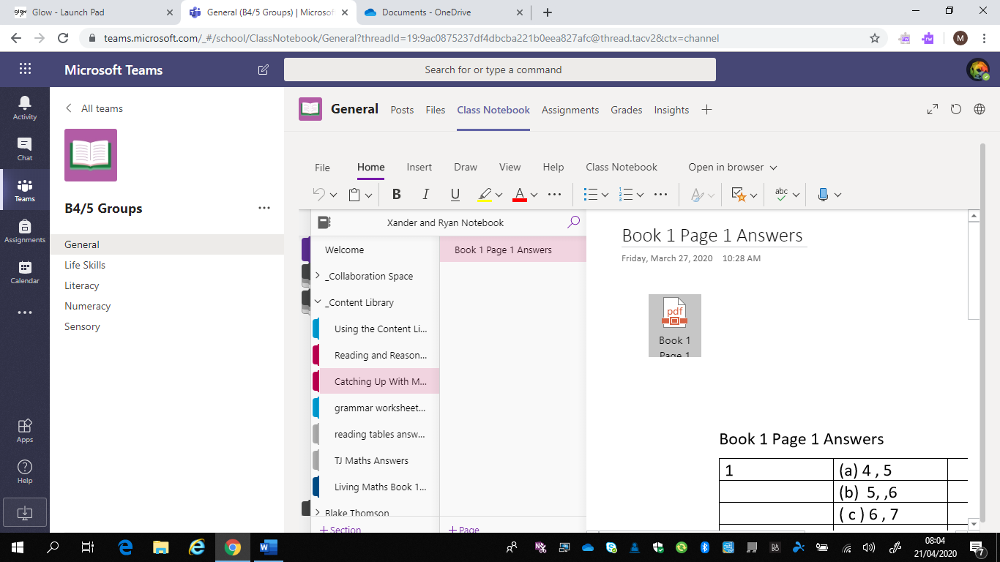 glow Glow - Launch Pad
General (B4/5 Groups) | Microsof
Documents - OneDrive
teams.microsoft.com/_#/school/ClassNotebook/General?threadId=19:9ac0875237df4dbcba221b0eea827afc@thread.tacv2&ctx=channel
rw
rw
M
Microsoft Teams
Search for or type a command
Activity
Chat
Teams
Assignments
Calendar
Apps
Help
All teams
B4/5 Groups
General
Life Skills
Literacy
Numeracy
Sensory
General Posts Files Class Notebook Assignments Grades Insights
File Home Insert Draw View Help Class Notebook Open in browser
B I U A abc
Xander and Ryan Notebook
Welcome
_Collaboration Space
_Content Library
Using the Content Li...
Reading and Reason...
Catching Up With M...
grammar worksheet...
reading tables answ...
TJ Maths Answers
Living Maths Book 1...
Blake Thomson
+ Section
Book 1 Page 1 Answers
+ Page
Book 1 Page 1 Answers
Friday, March 27, 2020 10:28 AM
pdf
Book 1
Page 1
Book 1 Page 1 Answers
1 (a) 4 , 5
(b) 5, ,6
( c ) 6 , 7
08:04
21/04/2020
7